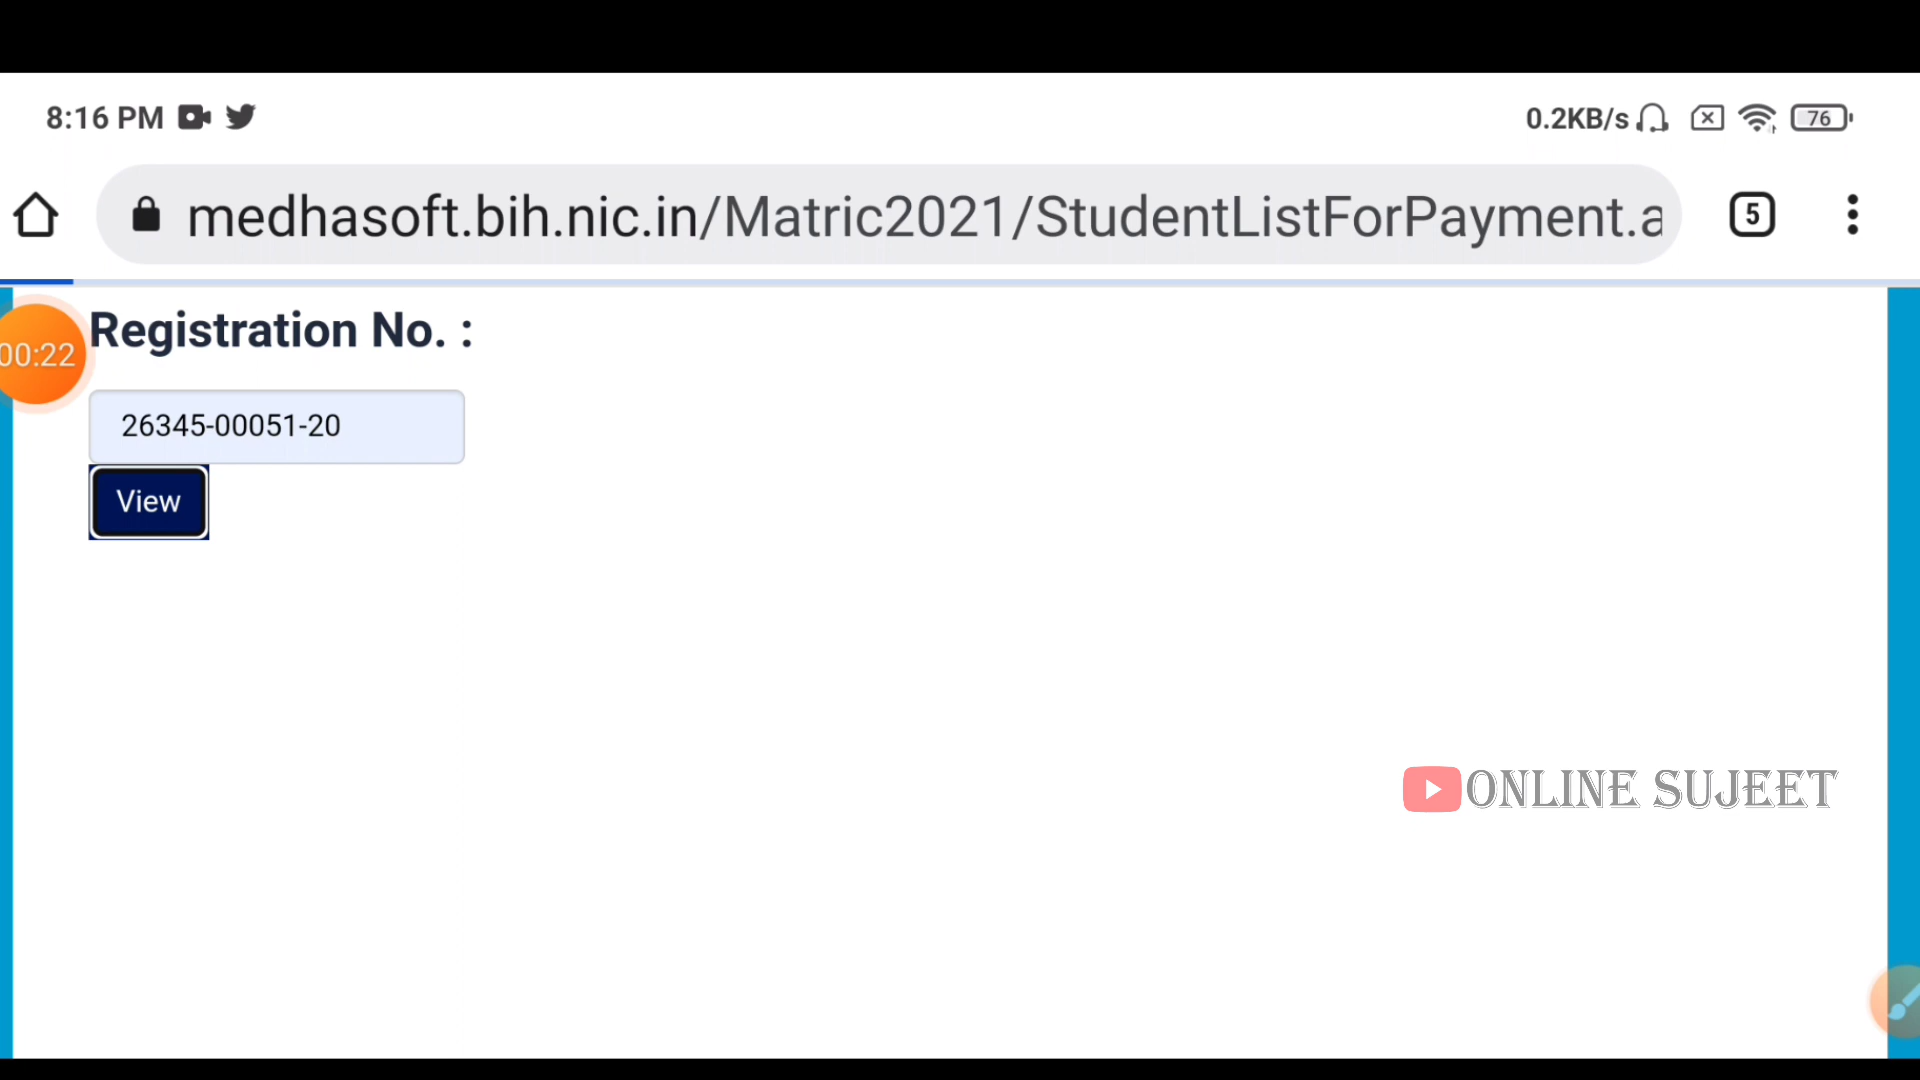 8:16 PM 0.2KB/s 76
medhasoft.bih.nic.in/Matric2021/StudentListForPayment.a 5
Registration No. :
00:22
26345-00051-20
View
ONLINE SUJEET